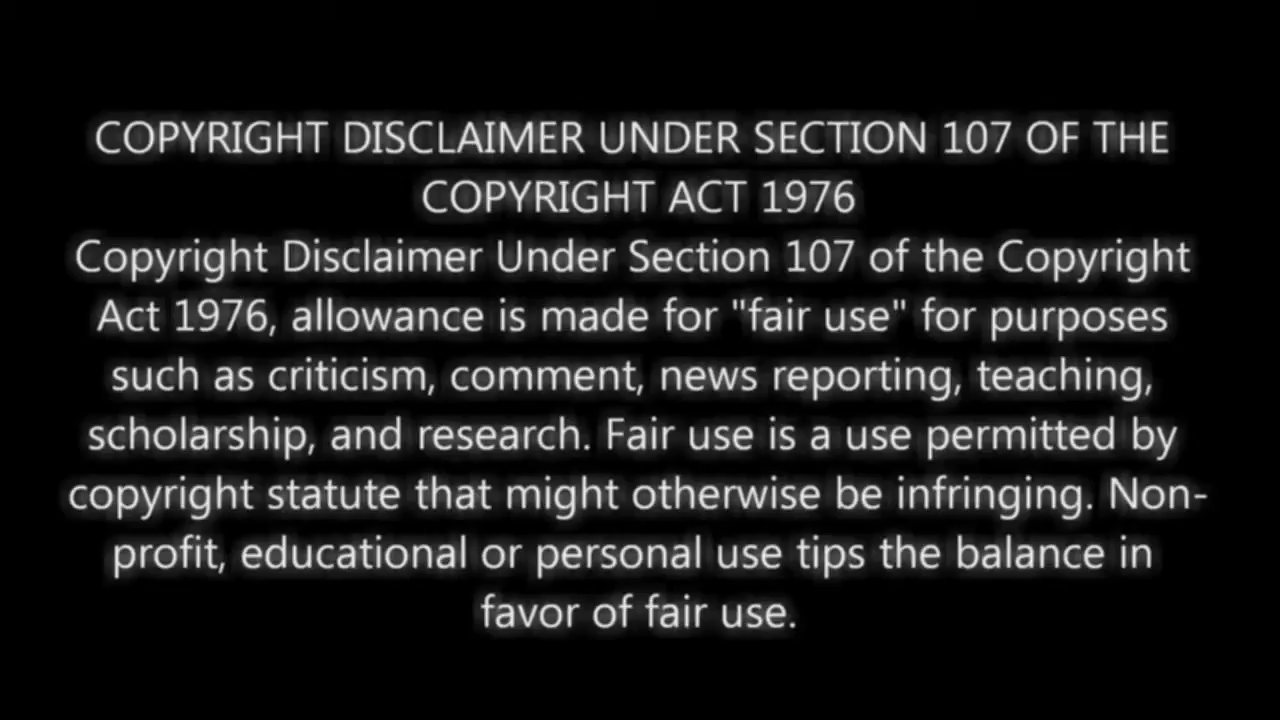 COPYRIGHT DISCLAIMER UNDER SECTION 107 OF THE
COPYRIGHT ACT 1976
Copyright Disclaimer Under Section 107 of the Copyright
Act 1976, allowance is made for "fair use" for purposes
such as criticism, comment, news reporting, teaching,
scholarship, and research. Fair use is a use permitted by
copyright statute that might otherwise be infringing. Non-
profit, educational or personal use tips the balance in
favor of fair use.